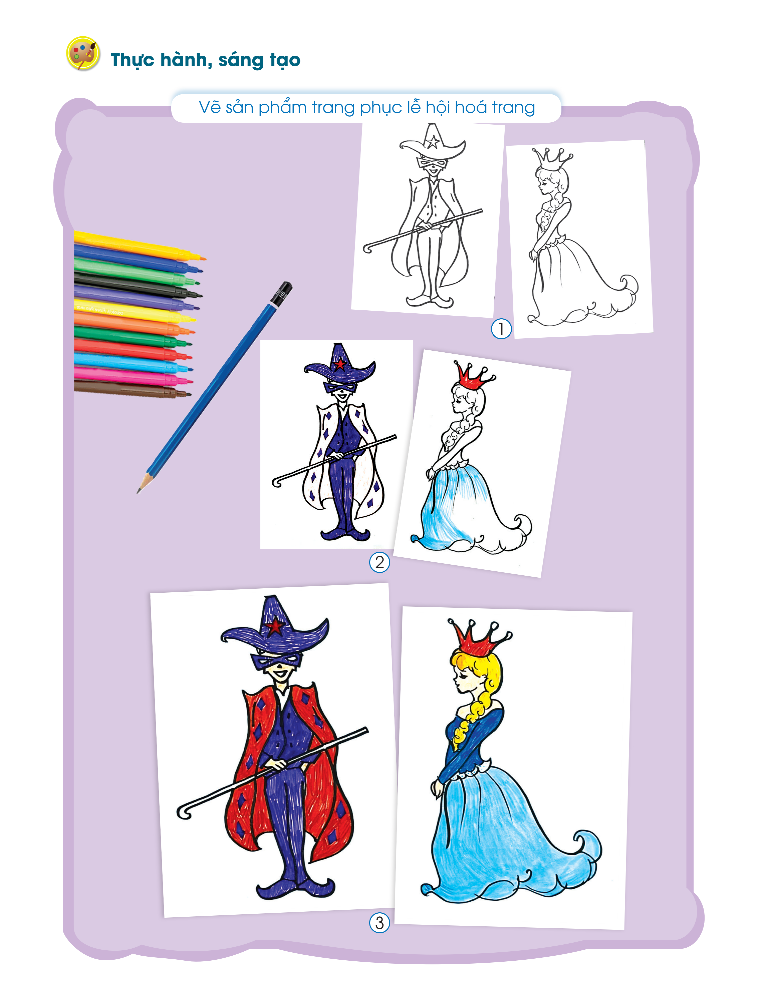 Thực hành, sáng tạo
Vẽ sản phẩm trang phục lễ hội hoá trang
1
2
3